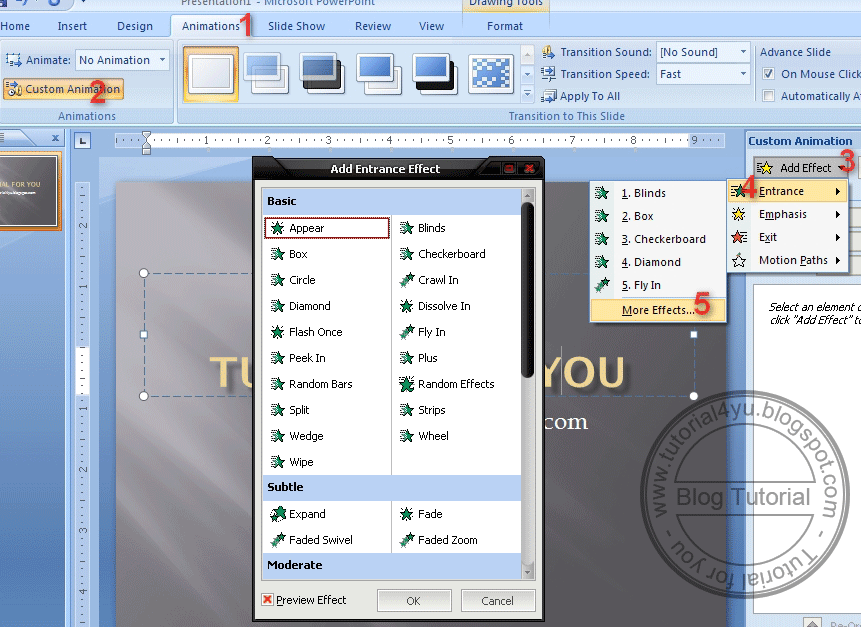 Presentation1 - Microsoft PowerPoint
Drawing Tools
Home Insert Design Animations Slide Show Review View Format
1
Animate: No Animation
Custom Animation
2
Animations
Transition Sound: [No Sound]
Transition Speed: Fast
Apply To All
Transition to This Slide
Advance Slide
On Mouse Click
Automatically
Custom Animation
Add Effect
3
4
Entrance
Emphasis
Exit
Motion Paths
1. Blinds
2. Box
3. Checkerboard
4. Diamond
5. Fly In
More Effects...
5
Select an element o
click "Add Effect" to
Add Entrance Effect
Basic
Appear Blinds
Box Checkerboard
Circle Crawl In
Diamond Dissolve In
Flash Once Fly In
Peek In Plus
Random Bars Random Effects
Split Strips
Wedge Wheel
Wipe
Subtle
Expand Fade
Faded Swivel Faded Zoom
Moderate
Preview Effect OK Cancel
TU YOU
com
IAL FOR YOU
www.tutorial4yu.blogspot.com
Blog Tutorial
- Tutorial for you -
Re-Or